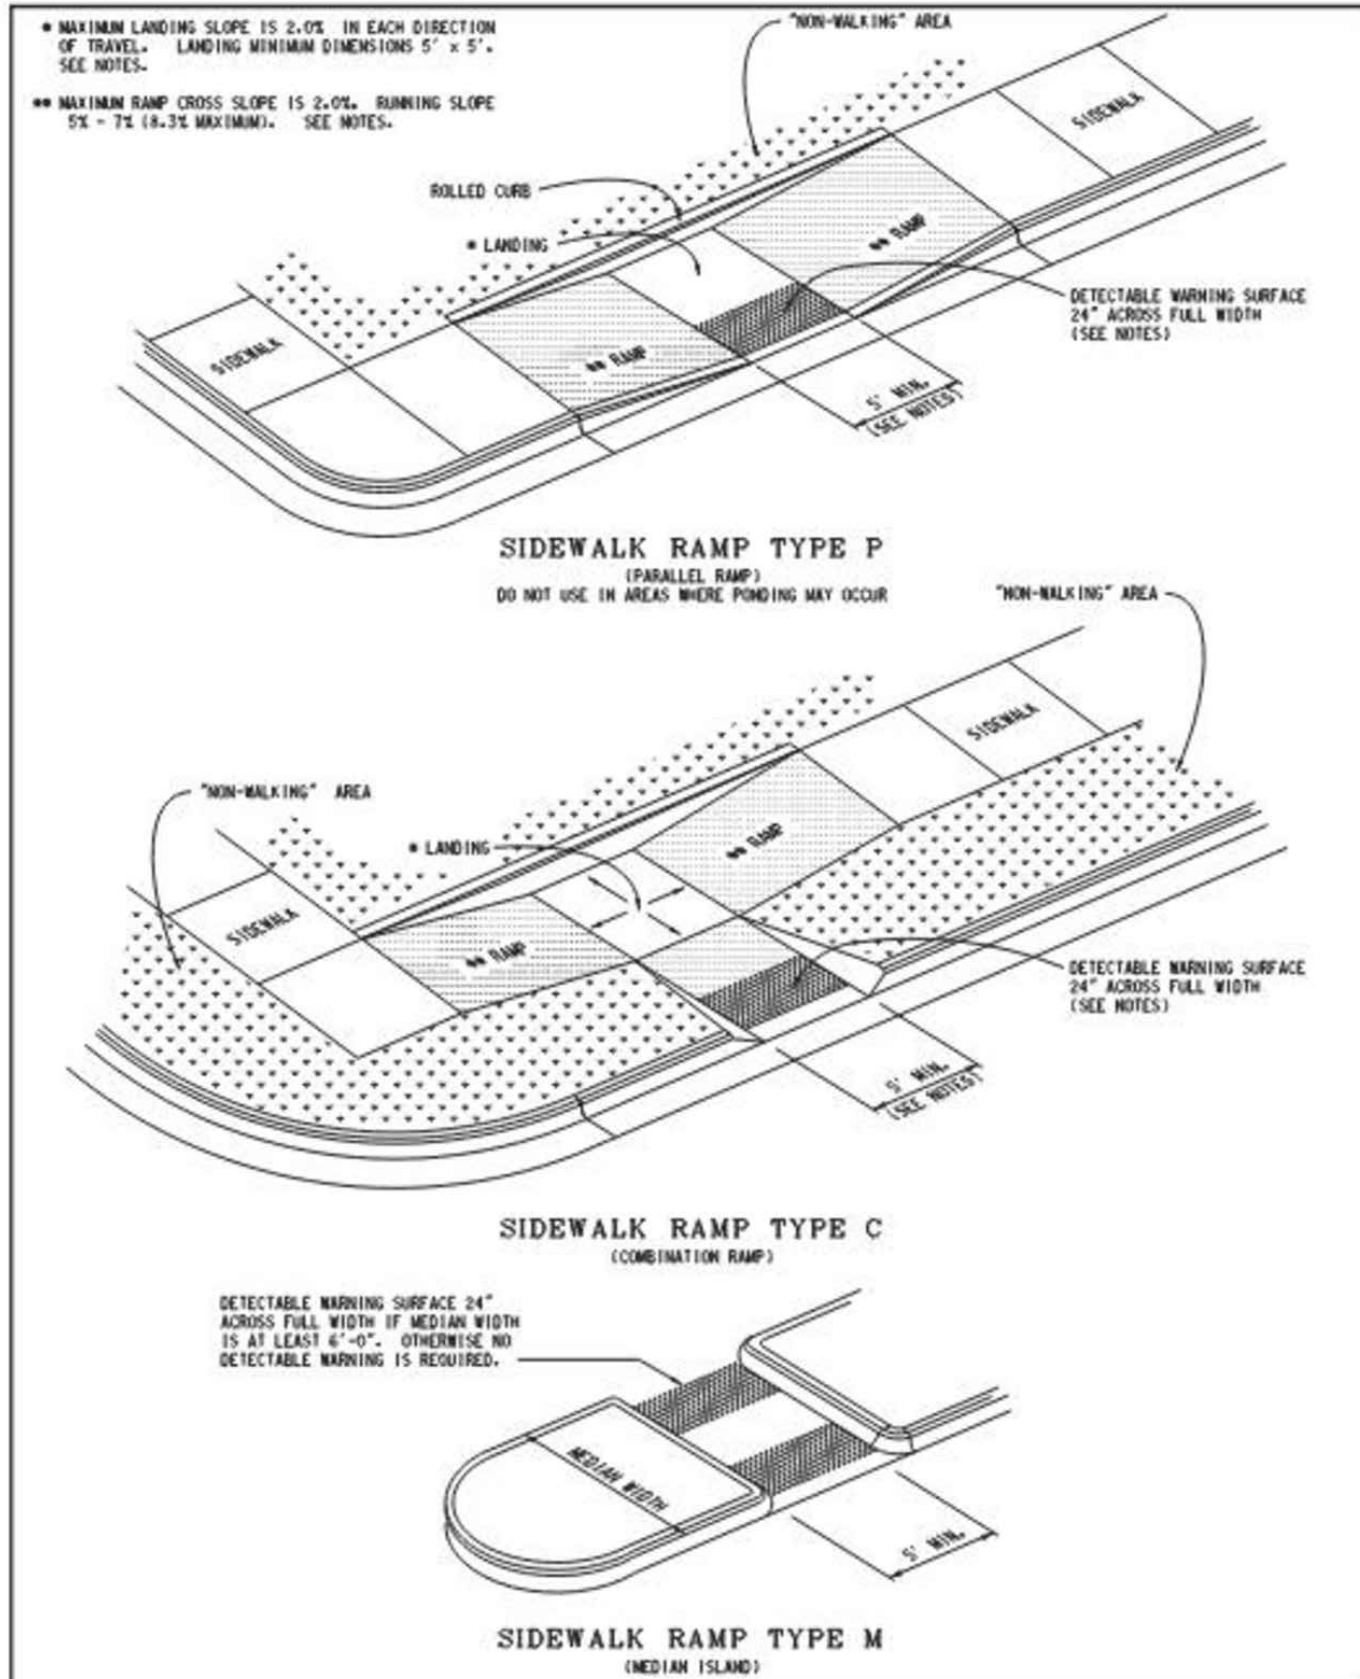 * MAXIMUM LANDING SLOPE IS 2.0% IN EACH DIRECTION
OF TRAVEL. LANDING MINIMUM DIMENSIONS 5' x 5'.
SEE NOTES.
** MAXIMUM RAMP CROSS SLOPE IS 2.0%. RUNNING SLOPE
5% - 7% (8.3% MAXIMUM). SEE NOTES.
"NON-WALKING" AREA
SIDEWALK
ROLLED CURB
* LANDING
** RAMP
DETECTABLE WARNING SURFACE
24" ACROSS FULL WIDTH
(SEE NOTES)
SIDEWALK
** RAMP
5' MIN.
(SEE NOTES)
SIDEWALK RAMP TYPE P
(PARALLEL RAMP)
DO NOT USE IN AREAS WHERE PONDING MAY OCCUR
"NON-WALKING" AREA
SIDEWALK
"NON-WALKING" AREA
* LANDING
** RAMP
SIDEWALK
** RAMP
DETECTABLE WARNING SURFACE
24" ACROSS FULL WIDTH
(SEE NOTES)
5' MIN.
(SEE NOTES)
SIDEWALK RAMP TYPE C
(COMBINATION RAMP)
DETECTABLE WARNING SURFACE 24"
ACROSS FULL WIDTH IF MEDIAN WIDTH
IS AT LEAST 6'-0". OTHERWISE NO
DETECTABLE WARNING IS REQUIRED.
MEDIAN WIDTH
5' MIN.
SIDEWALK RAMP TYPE M
(MEDIAN ISLAND)